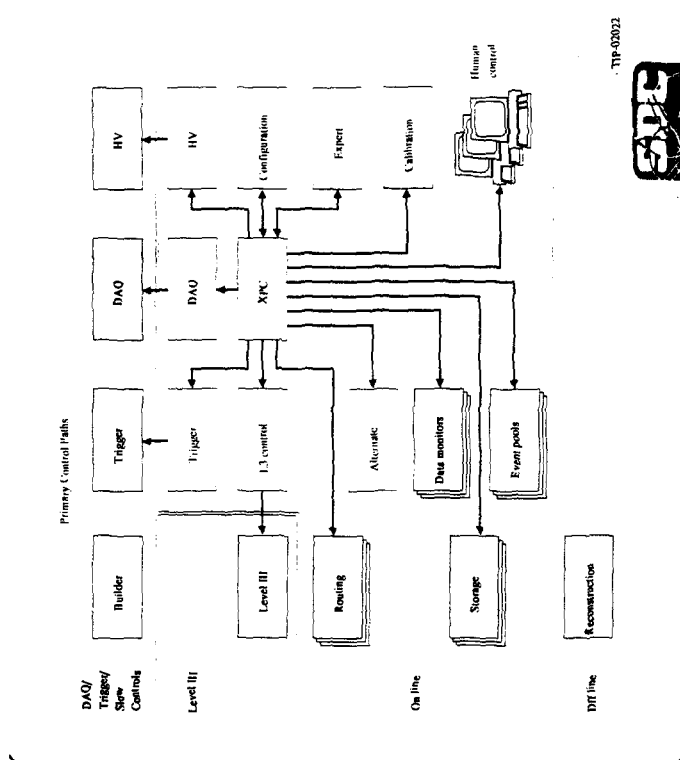 Primary Control Paths
DAQ/
Trigger/
Slow
Controls
Builder
Trigger
DAQ
HV
Level III
Trigger
DAQ
HV
Level III
L3 control
XPC
Configuration
Routing
Expert
On line
Alternate
Calibration
Storage
Data monitors
Human
control
Event pools
Off line
Reconstruction
TIP-02022
SDC